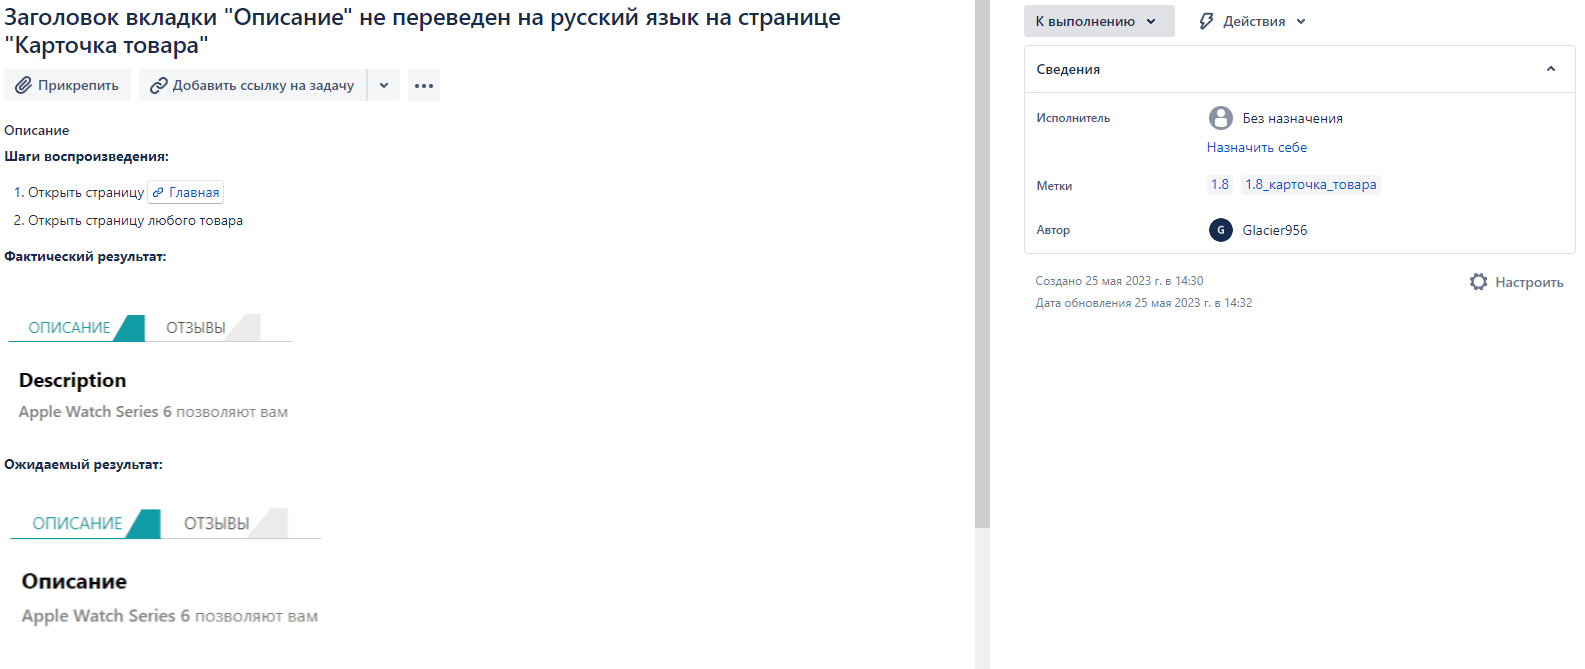 Заголовок вкладки "Описание" не переведен на русский язык на странице
"Карточка товара"
Прикрепить
Добавить ссылку на задачу
Описание
Шаги воспроизведения:
1. Открыть страницу Главная
2. Открыть страницу любого товара
Фактический результат:
ОПИСАНИЕ ОТЗЫВЫ
Description
Apple Watch Series 6 позволяют вам
Ожидаемый результат:
ОПИСАНИЕ ОТЗЫВЫ
Описание
Apple Watch Series 6 позволяют вам
К выполнению
Действия
Сведения
Исполнитель
Без назначения
Назначить себе
Метки
1.8 1.8_карточка_товара
Автор
G Glacier956
Создано 25 мая 2023 г. в 14:30
Настроить
Дата обновления 25 мая 2023 г. в 14:32